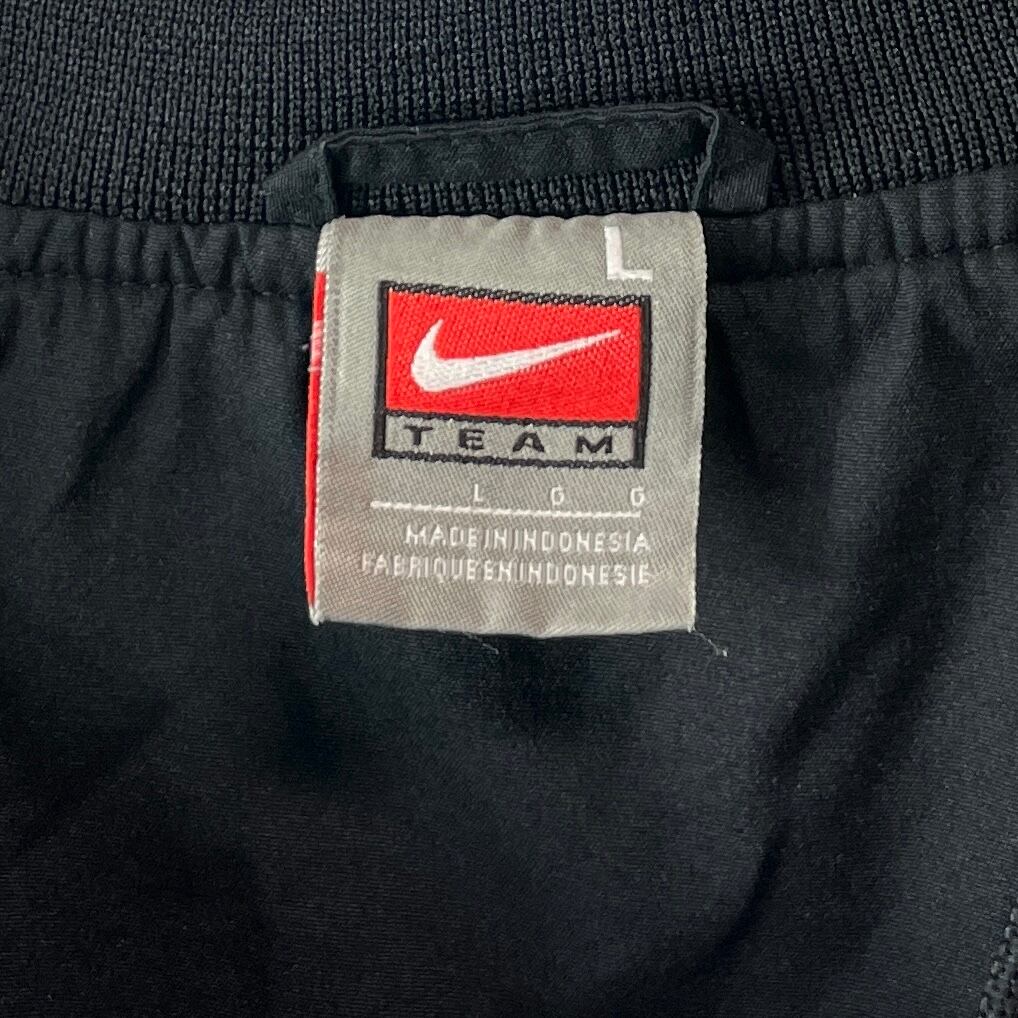 L
TEAM
L G G
MADE IN INDONESIA
FABRIQUE EN INDONESIE